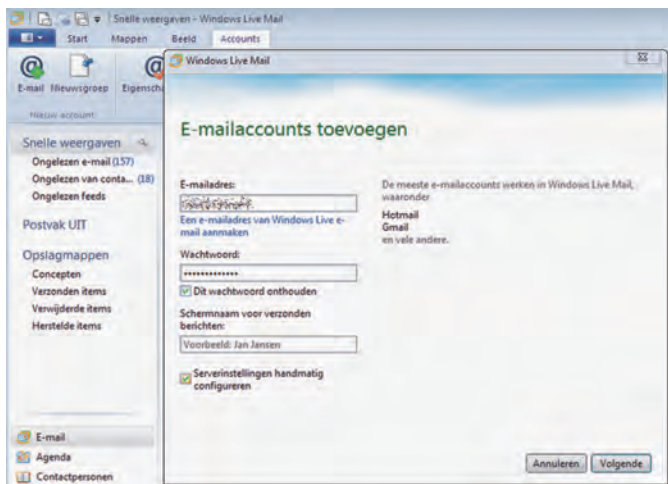 Snelle weergaven - Windows Live Mail
Start Mappen Beeld Accounts
E-mail Nieuwsgroep Eigensch
Nieuw account
Snelle weergaven
Ongelezen e-mail (157)
Ongelezen van conta... (18)
Ongelezen feeds
Postvak UIT
Opslagmappen
Concepten
Verzonden items
Verwijderde items
Herstelde items
E-mail
Agenda
Contactpersonen
Windows Live Mail
E-mailaccounts toevoegen
E-mailadres:
Een e-mailadres van Windows Live e-
mail aanmaken
Wachtwoord:
•••••••••••••
Dit wachtwoord onthouden
Schermnaam voor verzonden
berichten:
Voorbeeld: Jan Jansen
Serverinstellingen handmatig
configureren
De meeste e-mailaccounts werken in Windows Live Mail,
waaronder
Hotmail
Gmail
en vele andere.
Annuleren Volgende